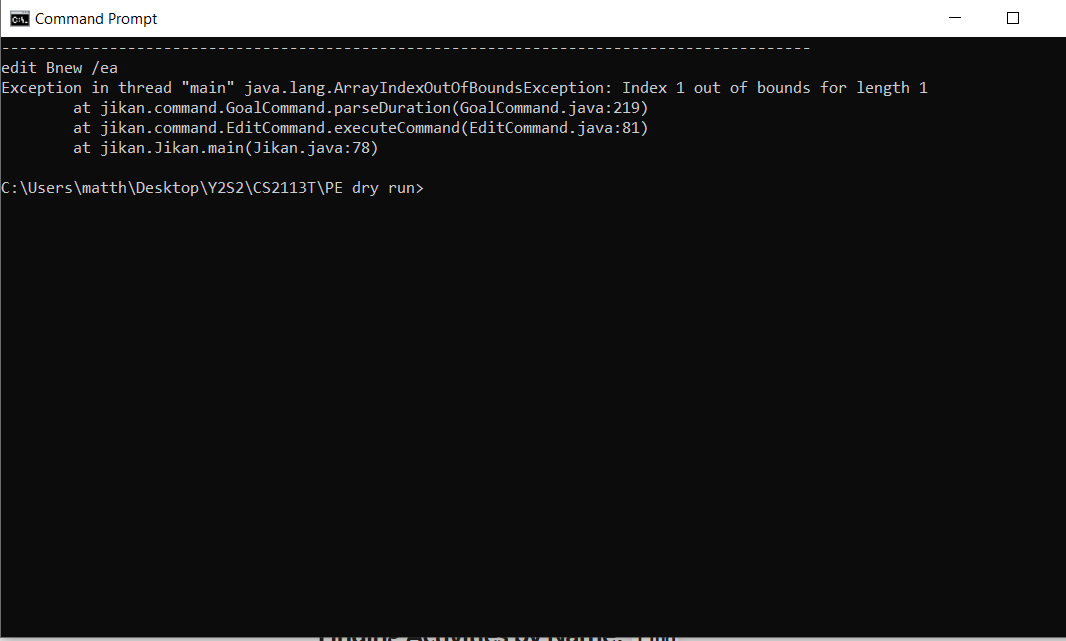 Command Prompt
------------------------------------------------------------------------------------------
edit Bnew /ea
Exception in thread "main" java.lang.ArrayIndexOutOfBoundsException: Index 1 out of bounds for length 1
        at jikan.command.GoalCommand.parseDuration(GoalCommand.java:219)
        at jikan.command.EditCommand.executeCommand(EditCommand.java:81)
        at jikan.Jikan.main(Jikan.java:78)
C:\Users\matth\Desktop\Y2S2\CS2113T\PE dry run>